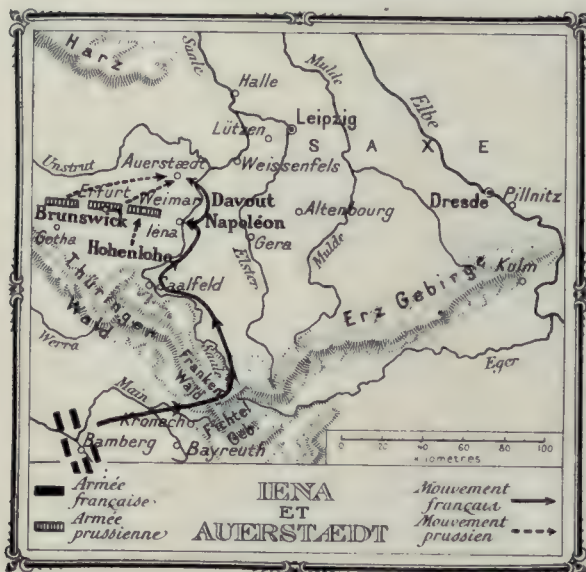 Harz
Saale
Mulde
Elbe
Halle
Leipzig
Lützen
S A X E
Unstrut
Auerstædt
Weissenfels
Erfurt
Weimar
Davout
Dresde
Pillnitz
Brunswick
Iéna
Napoléon
Altenbourg
Gotha
Hohenlohe
Gera
Elster
Mulde
Saalfeld
Kulm
Thüringer
Wald
Erz Gebirge
Werra
Saale
Franken
Wald
Eger
Main
Kronach
Fichtel
Geb.
Bamberg
Bayreuth
0 20 40 60 80 100
Kilomètres
Armée
française
Armée
prussienne
IENA
ET
AUERSTÆDT
Mouvement
français
Mouvement
prussien